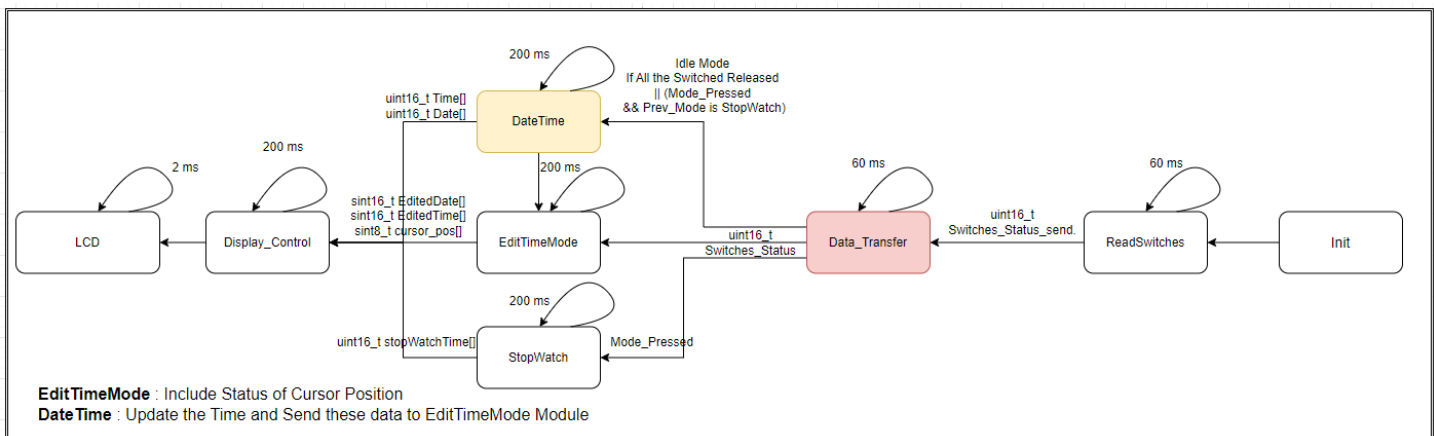 200 ms
Idle Mode
If All the Switched Released
|| (Mode_Pressed
&& Prev_Mode is StopWatch)
uint16_t Time[]
uint16_t Date[]
DateTime
2 ms
200 ms
200 ms
60 ms
60 ms
sint16_t EditedDate[]
sint16_t EditedTime[]
sint8_t cursor_pos[]
uint16_t
Switches_Status_send.
LCD
Display_Control
EditTimeMode
uint16_t
Switches_Status
Data_Transfer
ReadSwitches
Init
200 ms
uint16_t stopWatchTime[]
StopWatch
Mode_Pressed
EditTimeMode : Include Status of Cursor Position
DateTime : Update the Time and Send these data to EditTimeMode Module